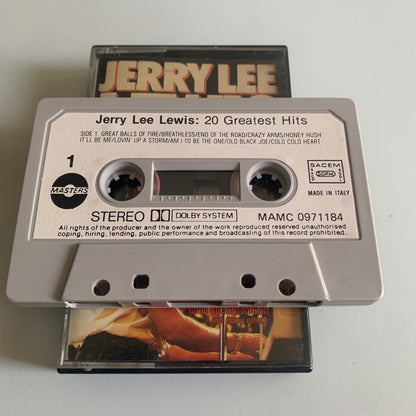 JERRY LEE
Jerry Lee Lewis: 20 Greatest Hits
SIDE 1. GREAT BALLS OF FIRE/BREATHLESS/END OF THE ROAD/CRAZY ARMS/HONEY HUSH
IT'LL BE ME/LOVIN' UP A STORM/AM I TO BE THE ONE/OLD BLACK JOE/COLD COLD HEART
1
MASTERS
SACEM
SDRM
MADE IN ITALY
STEREO DOLBY SYSTEM MAMC 0971184
All rights of the producer and the owner of the work reproduced reserved unauthorised
coping, hiring, lending, public performance and broadcasting of this record prohibited.
JERRY LEE